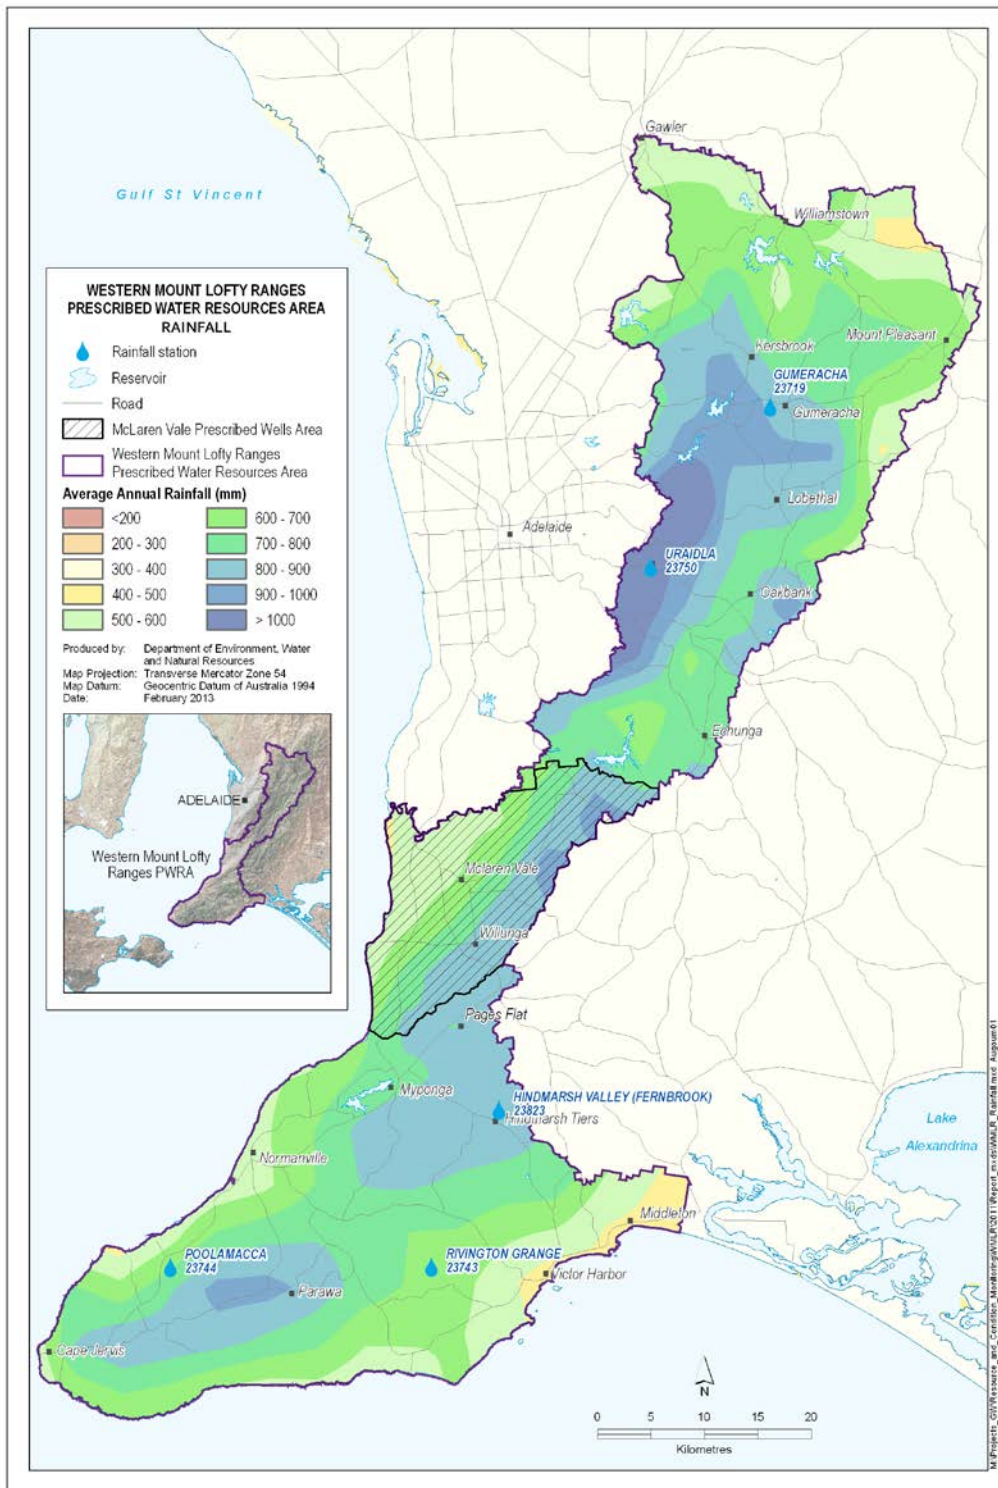 Gawler
Gulf St Vincent
Williamstown
WESTERN MOUNT LOFTY RANGES
PRESCRIBED WATER RESOURCES AREA
RAINFALL
Rainfall station
Reservoir
Road
McLaren Vale Prescribed Wells Area
Western Mount Lofty Ranges
Prescribed Water Resources Area
Average Annual Rainfall (mm)
<200
200 - 300
300 - 400
400 - 500
500 - 600
600 - 700
700 - 800
800 - 900
900 - 1000
> 1000
Produced by: Department of Environment, Water
and Natural Resources
Map Projection: Transverse Mercator Zone 54
Map Datum: Geocentric Datum of Australia 1994
Date: February 2013
ADELAIDE
Western Mount Lofty
Ranges PWRA
Mount Pleasant
Kersbrook
GUMERACHA
23719
Gumeracha
Lobethal
Adelaide
URAIDLA
23750
Oakbank
Echunga
Mclaren Vale
Willunga
Pages Flat
Myponga
HINDMARSH VALLEY (FERNBROOK)
23823
Hindmarsh Tiers
Lake
Alexandrina
Normanville
Middleton
POOLAMACCA
23744
RIVINGTON GRANGE
23743
Victor Harbor
Parawa
Cape Jervis
N
0 5 10 15 20
Kilometres